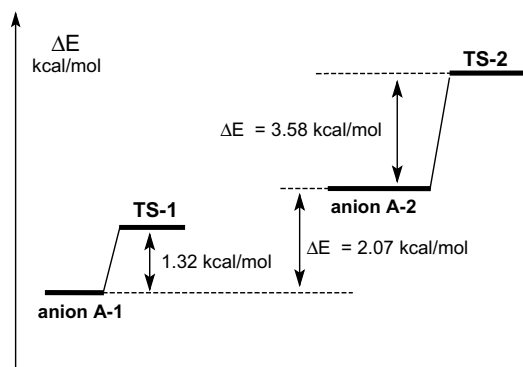 ΔE
kcal/mol
TS-2
ΔE = 3.58 kcal/mol
anion A-2
TS-1
ΔE = 2.07 kcal/mol
1.32 kcal/mol
anion A-1